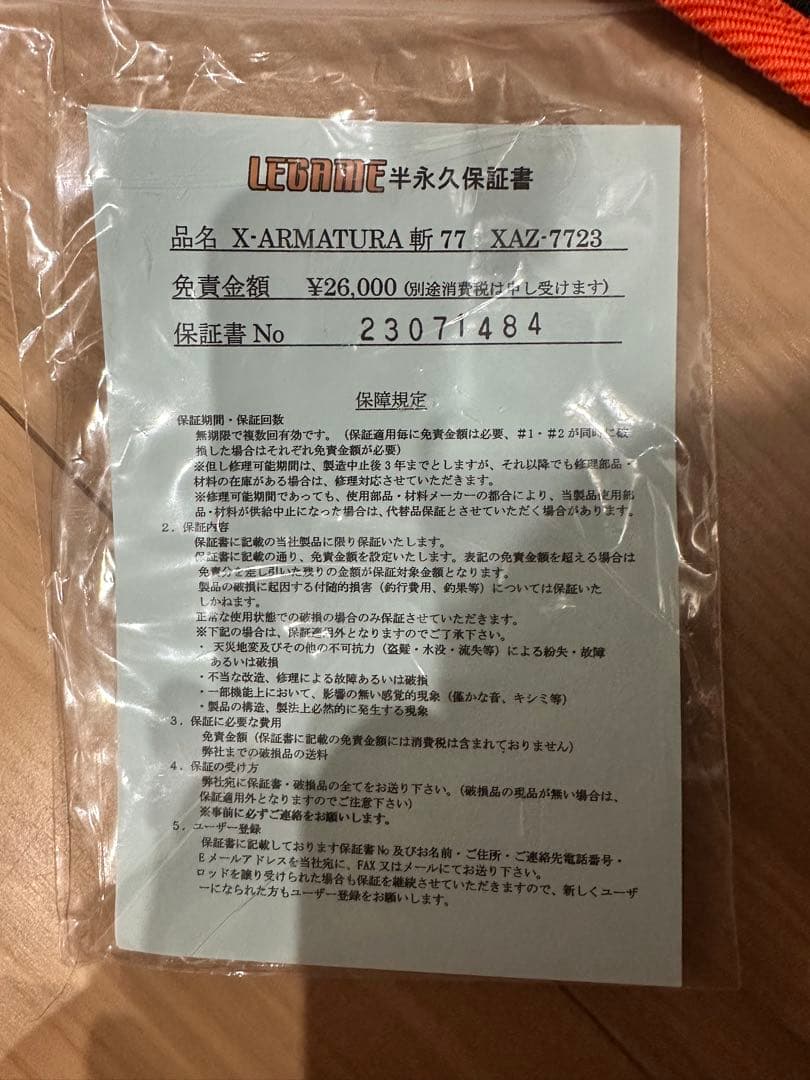 LEGAME 半永久保証書
品名 X-ARMATURA 斬 77 XAZ-7723
免責金額 ¥26,000 (別途消費税は申し受けます)
保証書 No 23071484
保障規定
保証期間・保証回数
無期限で複数回有効です。(保証適用毎に免責金額は必要、#1・#2が同時に破
損した場合はそれぞれ免責金額が必要)
※但し修理可能期間は、製造中止後3年までとしますが、それ以降でも修理部品・
材料の在庫がある場合は、修理対応させていただきます。
※修理可能期間であっても、使用部品・材料メーカーの都合により、当製品使用部
品・材料が供給中止になった場合は、代替品保証とさせていただく場合があります。
2. 保証内容
保証書に記載の当社製品に限り保証いたします。
保証書に記載の通り、免責金額を設定いたします。表記の免責金額を超える場合は
免責分を差し引いた残りの金額が保証対象金額となります。
製品の破損に起因する付随的損害(釣行費用、釣果等)については保証いた
しかねます。
正常な使用状態での破損の場合のみ保証させていただきます。
※下記の場合は、保証適用外となりますのでご了承下さい。
・ 天災地変及びその他の不可抗力(盗難・水没・流失等)による紛失・故障
あるいは破損
・不当な改造、修理による故障あるいは破損
・一部機能上において、影響の無い感覚的現象(僅かな音、キシミ等)
・製品の構造、製法上必然的に発生する現象
3. 保証に必要な費用
免責金額(保証書に記載の免責金額には消費税は含まれておりません)
弊社までの破損品の送料
4. 保証の受け方
弊社宛に保証書・破損品の全てをお送り下さい。(破損品の現品が無い場合は、
保証適用外となりますのでご注意下さい)
※事前に必ずご連絡をお願いします。
5. ユーザー登録
保証書に記載しております保証書No及びお名前・ご住所・ご連絡先電話番号・
Eメールアドレスを当社宛に、FAX又はメールにてお送り下さい。
ロッドを譲り受けられた場合も保証を継続させていただきますので、新しくユーザ
ーになられた方もユーザー登録をお願いします。